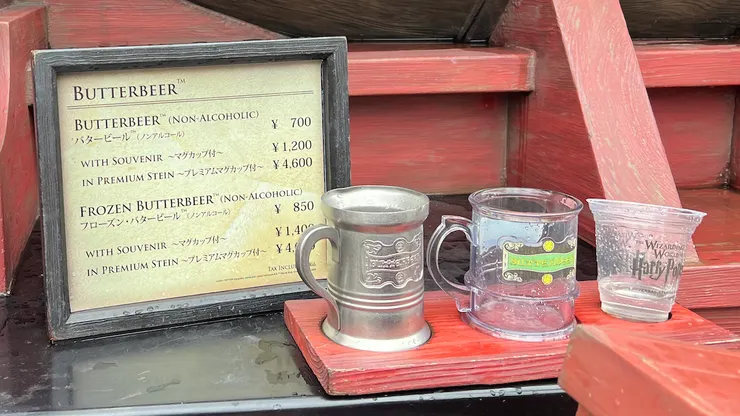 BUTTERBEER™
BUTTERBEER™ (NON-ALCOHOLIC) ¥ 700
バタービール™ (ノンアルコール)
WITH SOUVENIR ～マグカップ付～ ¥ 1,200
IN PREMIUM STEIN ～プレミアムマグカップ付～ ¥ 4,600
FROZEN BUTTERBEER™ (NON-ALCOHOLIC) ¥ 850
フローズン・バタービール™ (ノンアルコール)
WITH SOUVENIR ～マグカップ付～ ¥ 1,400
IN PREMIUM STEIN ～プレミアムマグカップ付～ ¥ 4,
TAX INCLUDED
WIZARDING
WORLD
Harry Potter